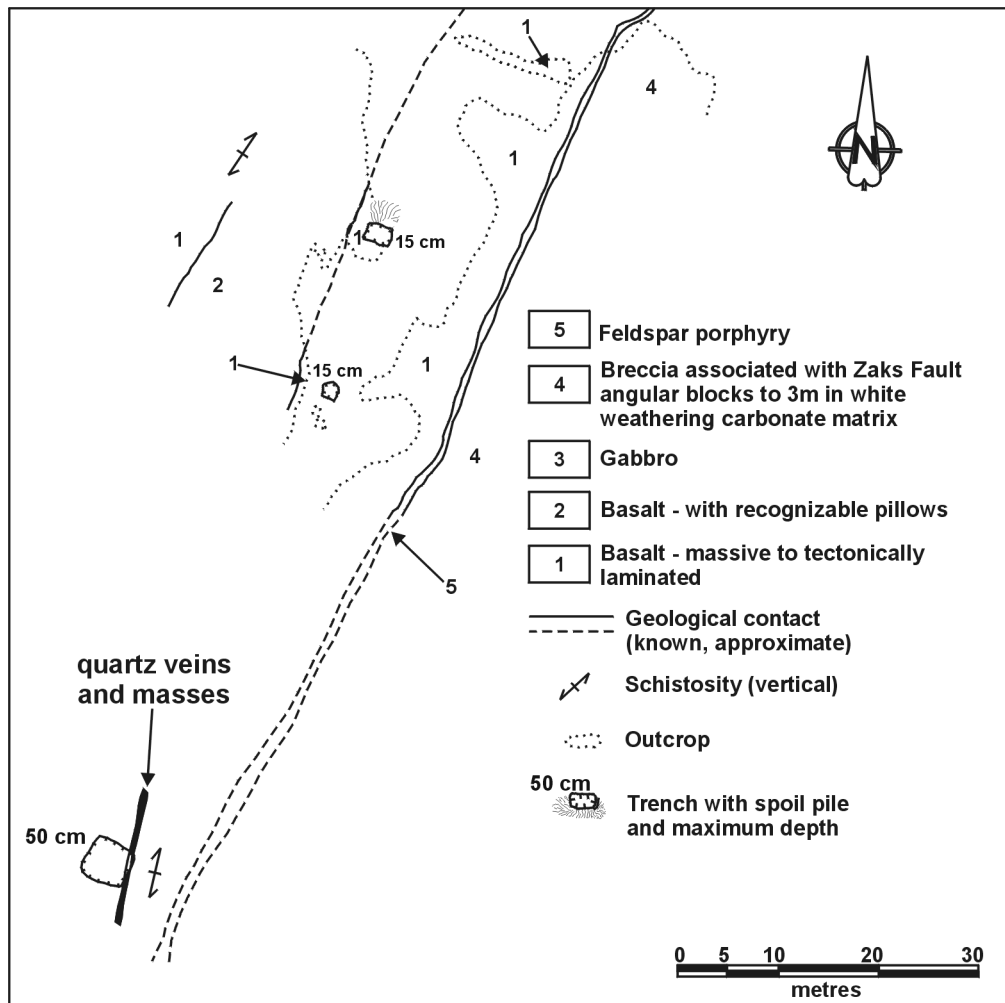 1
4
N
1
1
1
15 cm
2
1
15 cm
1
4
5
5 Feldspar porphyry
4 Breccia associated with Zaks Fault
angular blocks to 3m in white
weathering carbonate matrix
3 Gabbro
2 Basalt - with recognizable pillows
1 Basalt - massive to tectonically
laminated
Geological contact
(known, approximate)
Schistosity (vertical)
Outcrop
50 cm
Trench with spoil pile
and maximum depth
quartz veins
and masses
50 cm
0 5 10 20 30
metres